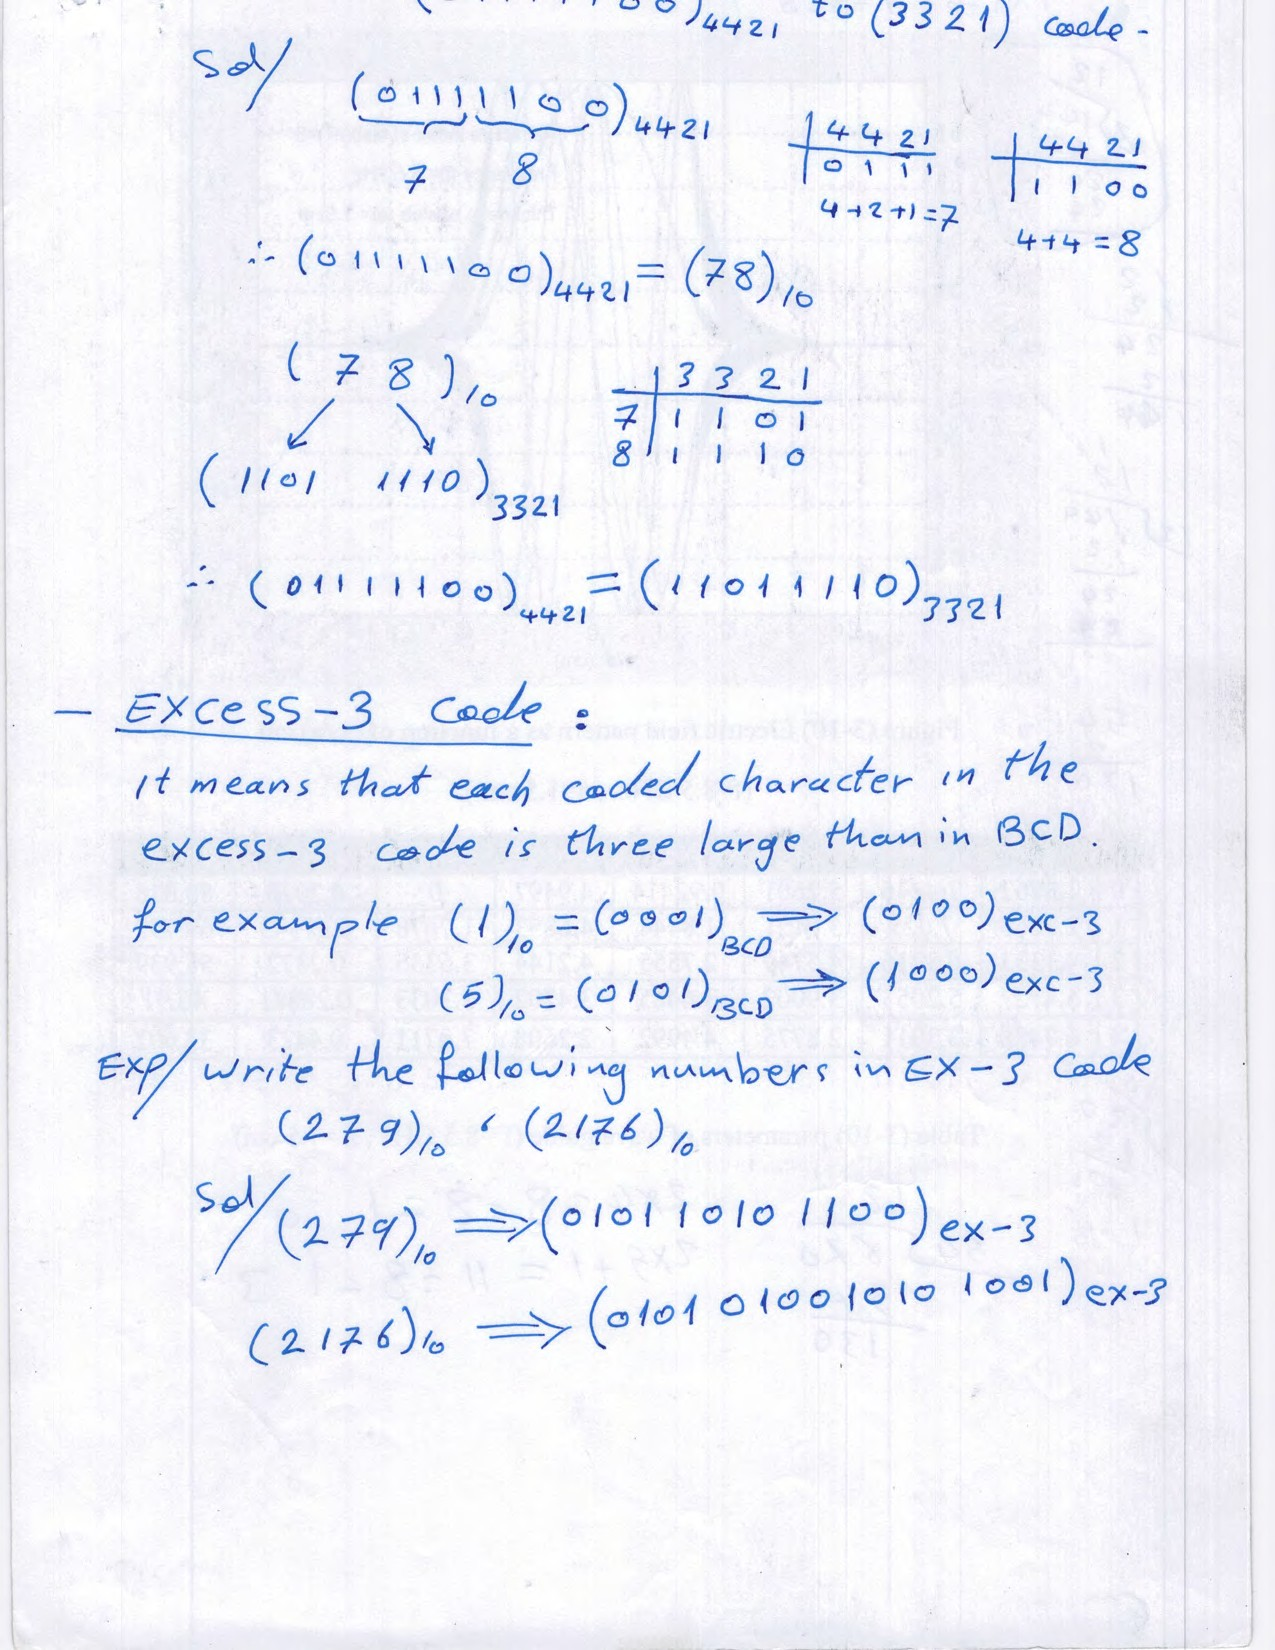 00)4421 to (3321) code.
Sol/
(01111100)4421
7 8
4421
0111
4+2+1=7
4421
1100
4+4=8
∴ (01111100)4421 = (78)10
(78)10
3321
7 1101
8 1110
(1101 1110)3321
∴ (01111100)4421 = (11011110)3321
- Excess-3 Code:
It means that each coded character in the
excess-3 code is three large than in BCD.
for example (1)10 = (0001)BCD ⇒ (0100)exc-3
(5)10 = (0101)BCD ⇒ (1000)exc-3
Exp/ write the following numbers in EX-3 Code
(279)10 ، (2176)10
Sol/ (279)10 ⇒ (01011010 1100)ex-3
(2176)10 ⇒ (0101 01001010 1001)ex-3